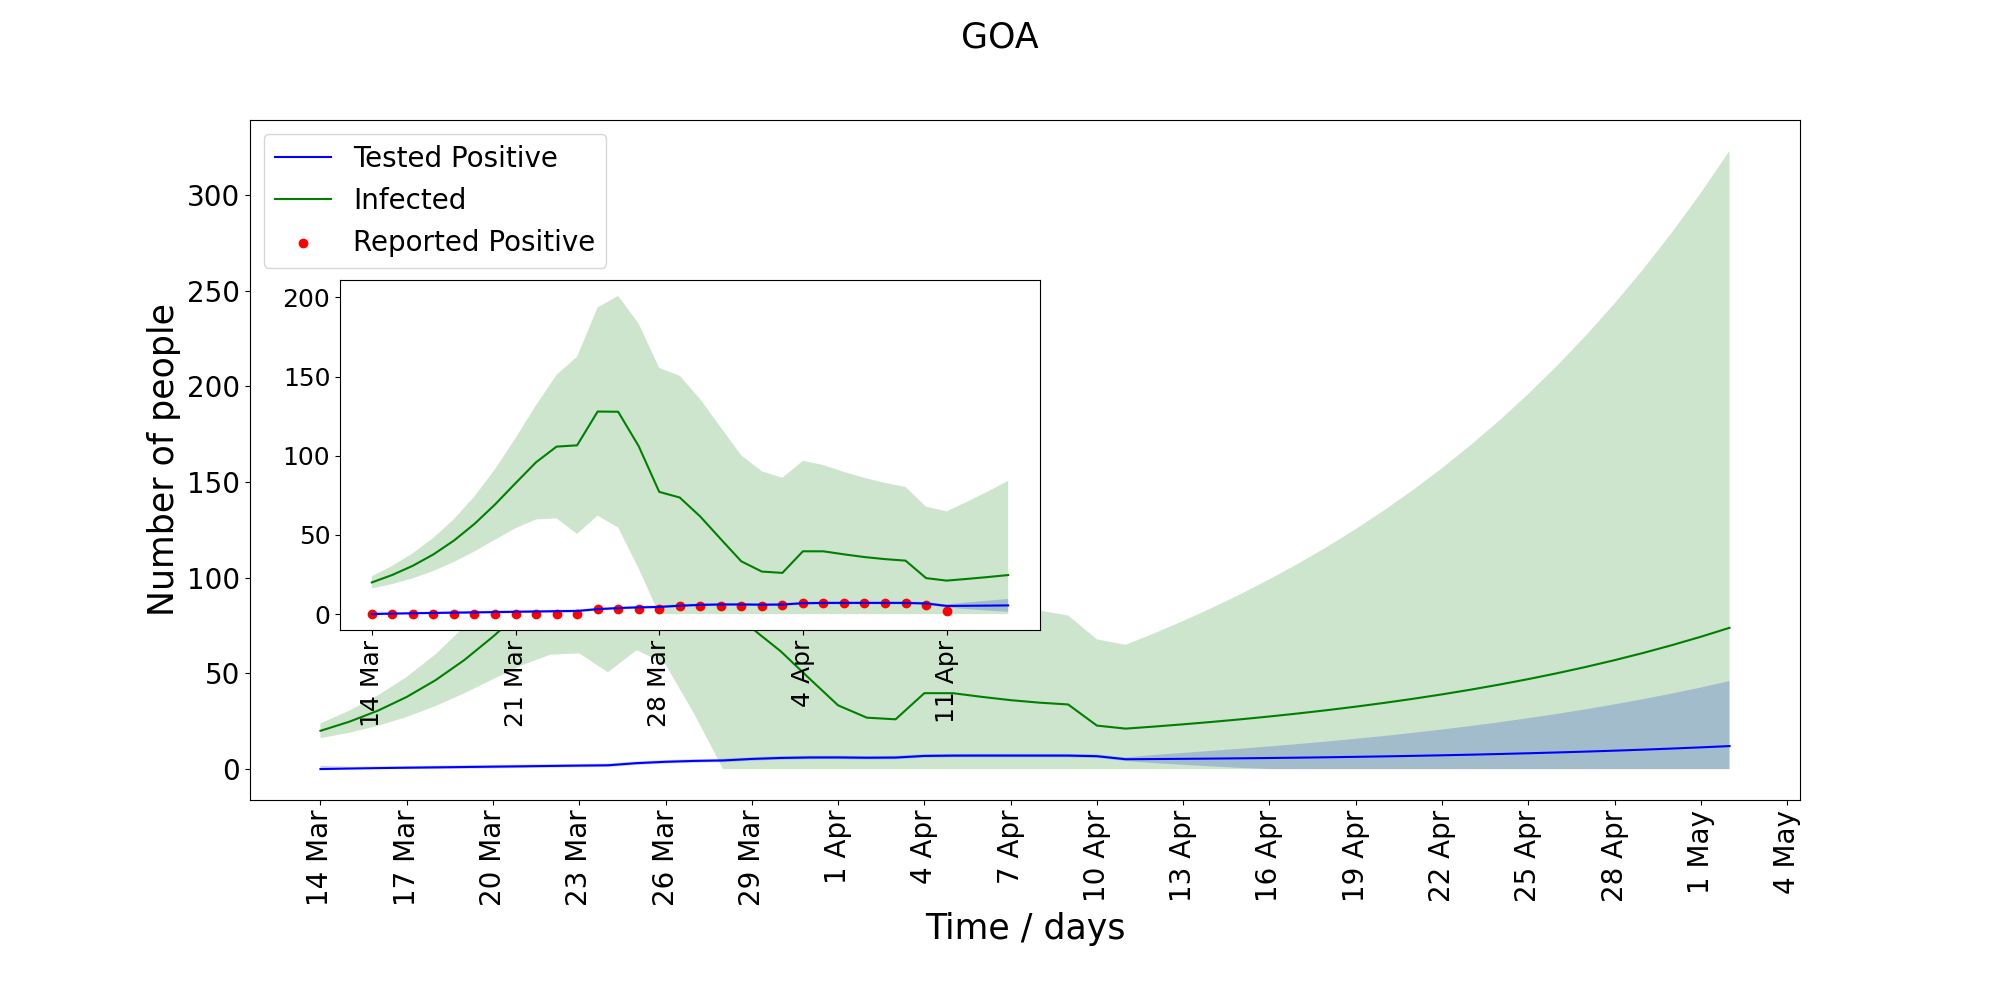 GOA
Tested Positive
Infected
Reported Positive
Number of people
300
250
200
150
100
50
0
200
150
100
50
0
14 Mar
21 Mar
28 Mar
4 Apr
11 Apr
14 Mar
17 Mar
20 Mar
23 Mar
26 Mar
29 Mar
1 Apr
4 Apr
7 Apr
10 Apr
13 Apr
16 Apr
19 Apr
22 Apr
25 Apr
28 Apr
1 May
4 May
Time / days